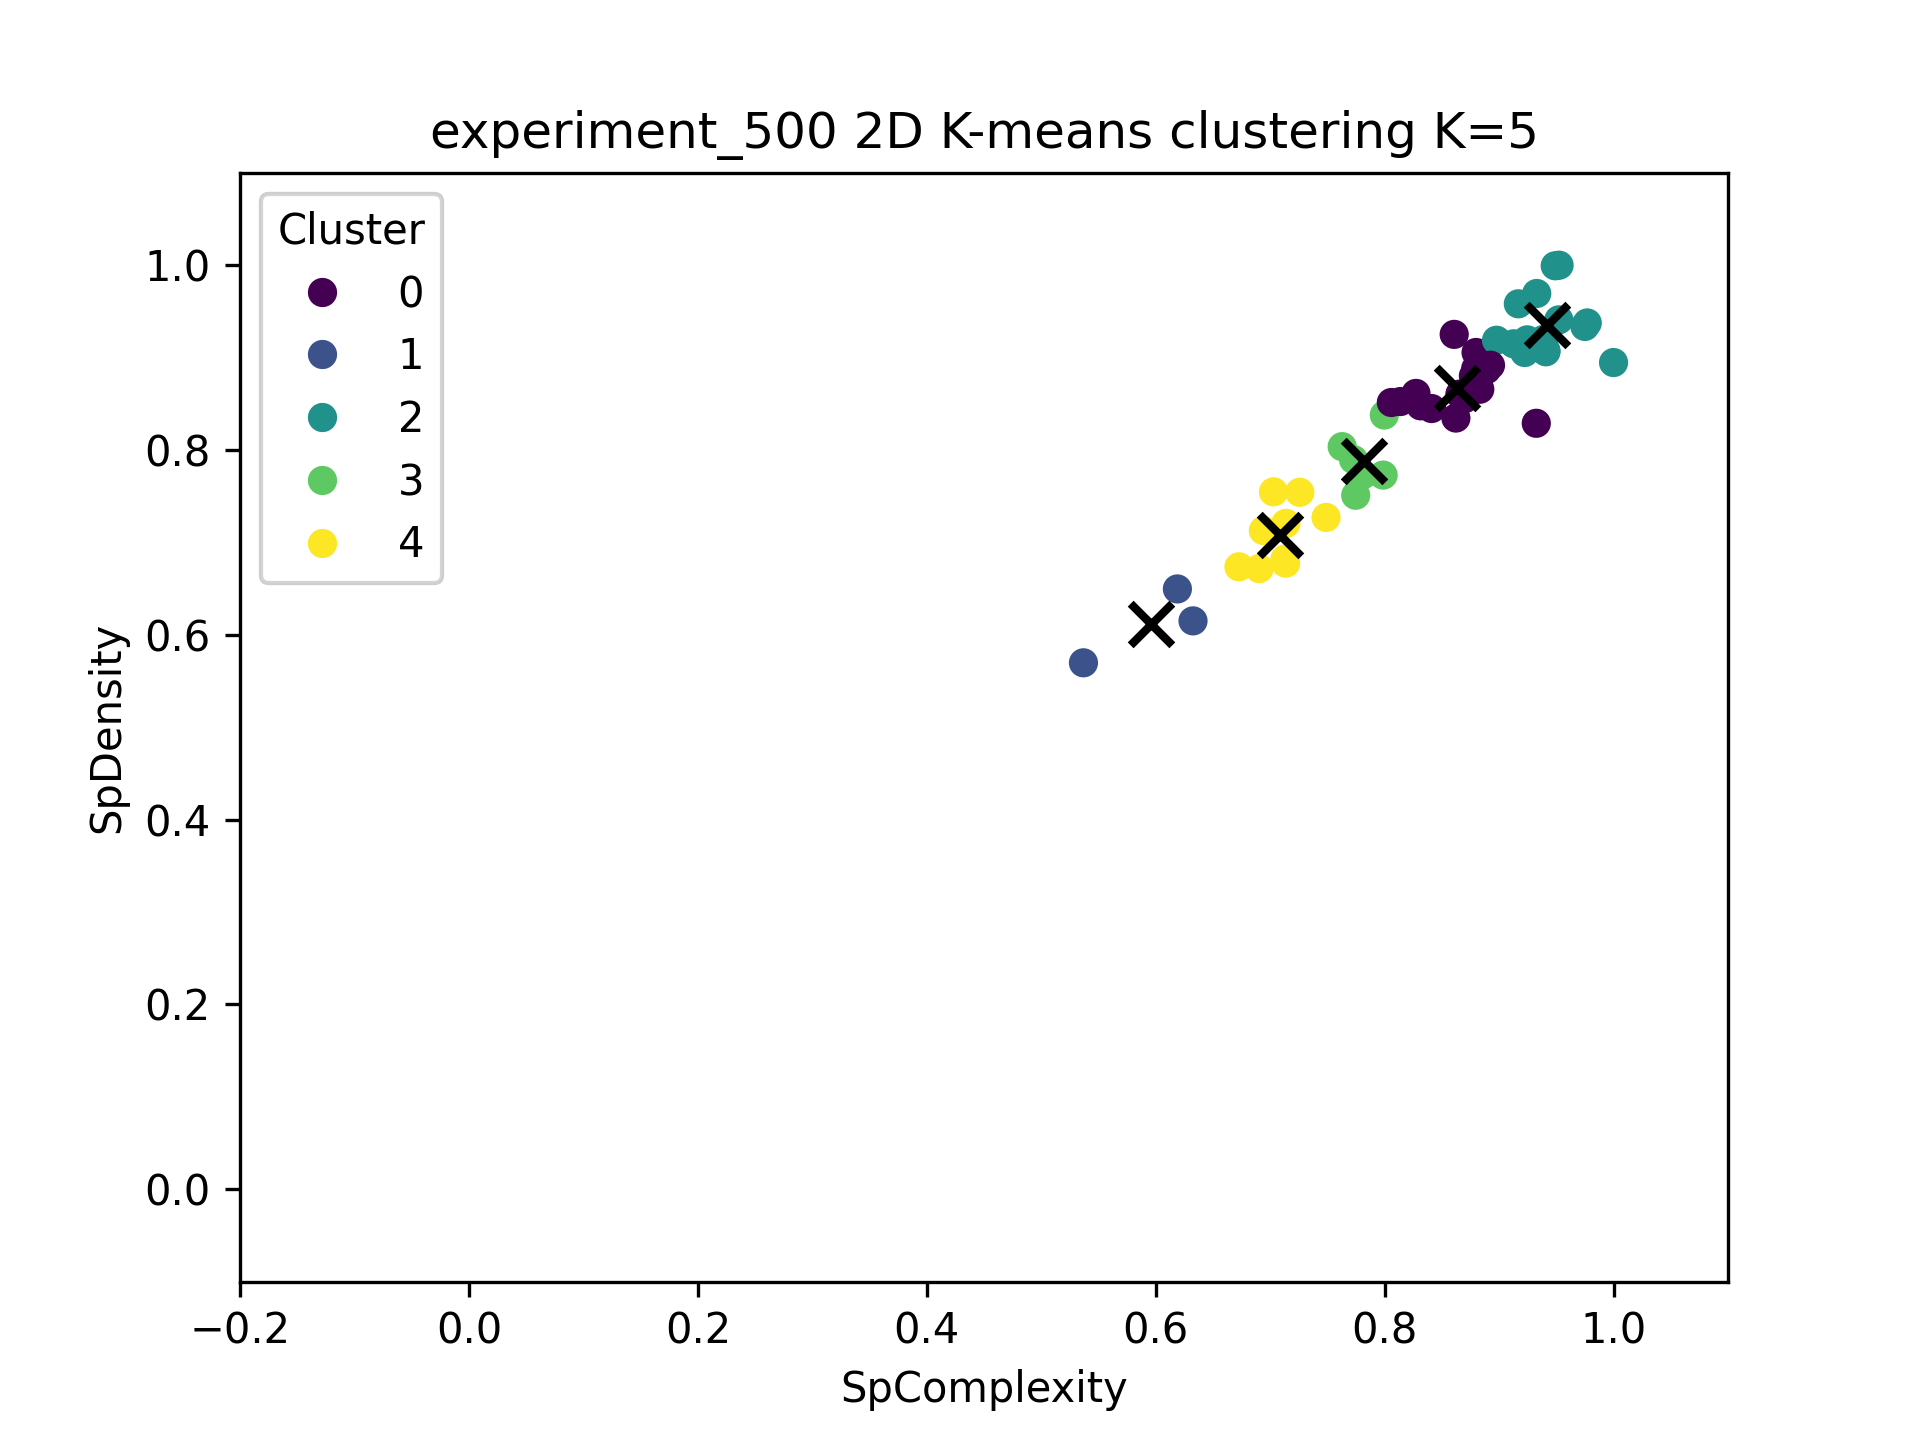 experiment_500 2D K-means clustering K=5
Cluster
0
1
2
3
4
1.0
0.8
0.6
0.4
0.2
0.0
SpDensity
−0.2 0.0 0.2 0.4 0.6 0.8 1.0
SpComplexity